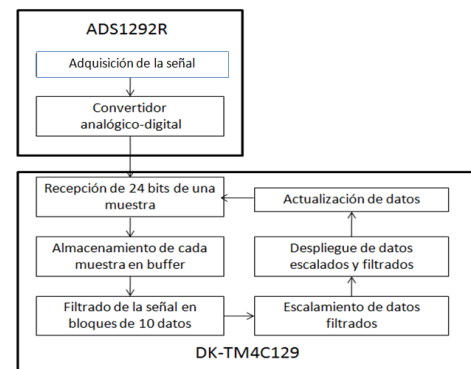 ADS1292R
Adquisición de la señal
Convertidor
analógico-digital
Recepción de 24 bits de una
muestra
Almacenamiento de cada
muestra en buffer
Filtrado de la señal en
bloques de 10 datos
Escalamiento de datos
filtrados
Despliegue de datos
escalados y filtrados
Actualización de datos
DK-TM4C129